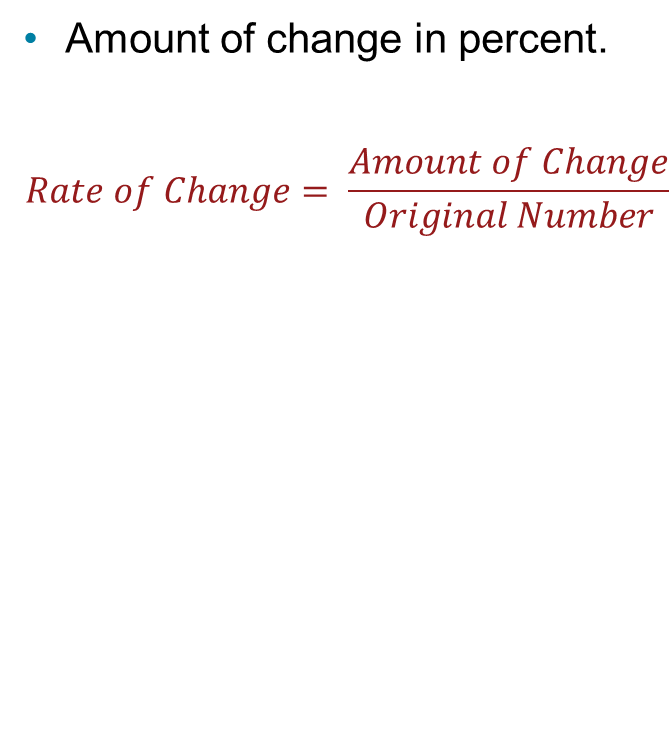 • Amount of change in percent.
Rate of Change = Amount of Change / Original Number